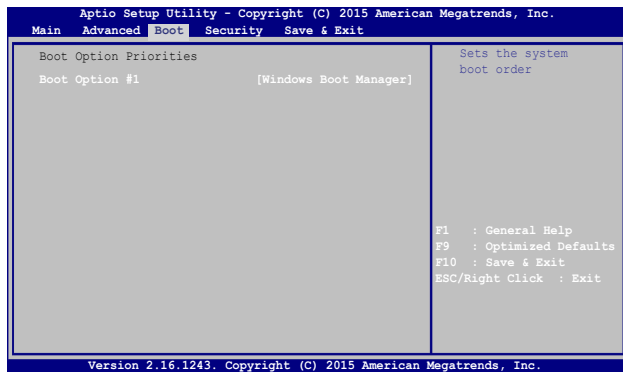 Aptio Setup Utility - Copyright (C) 2015 American Megatrends, Inc.
Main Advanced Boot Security Save & Exit
Boot Option Priorities
Boot Option #1 [Windows Boot Manager]
Sets the system
boot order
F1 : General Help
F9 : Optimized Defaults
F10 : Save & Exit
ESC/Right Click : Exit
Version 2.16.1243. Copyright (C) 2015 American Megatrends, Inc.